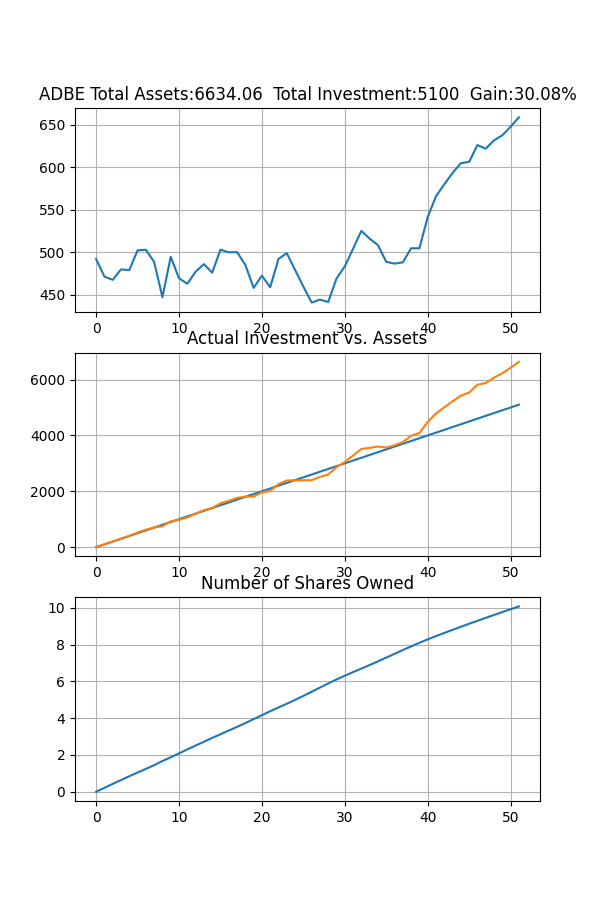 ADBE Total Assets:6634.06  Total Investment:5100  Gain:30.08%
650
600
550
500
450
0 10 20 30 40 50
Actual Investment vs. Assets
6000
4000
2000
0
0 10 20 30 40 50
Number of Shares Owned
10
8
6
4
2
0
0 10 20 30 40 50